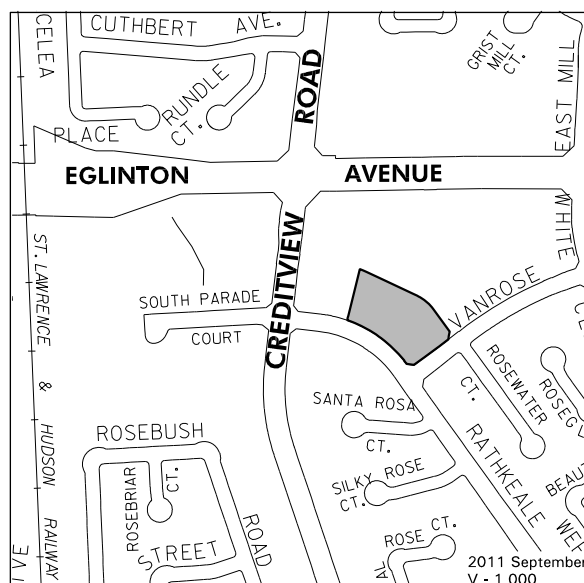 CUTHBERT AVE.
CELEA
ROAD
GRIST
MILL
CT.
EAST MILL
RUNDLE
CT.
PLACE
EGLINTON AVENUE
WHITE
CREDITVIEW
ST. LAWRENCE & HUDSON RAILWAY
SOUTH PARADE
COURT
VANROSE
SANTA ROSA
CT.
ROSEWATER
CT.
ROSEBUSH
ROAD
ROSEBRIAR
CT.
SILKY ROSE
CT.
RATHKEALE
ROSE CT.
STREET
2011 September
V - 1 000